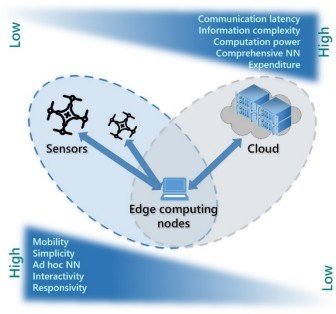 Low
Communication latency
Information complexity
Computation power
Comprehensive NN
Expenditure
High
Sensors
Cloud
Edge computing
nodes
High
Mobility
Simplicity
Ad hoc NN
Interactivity
Responsivity
Low